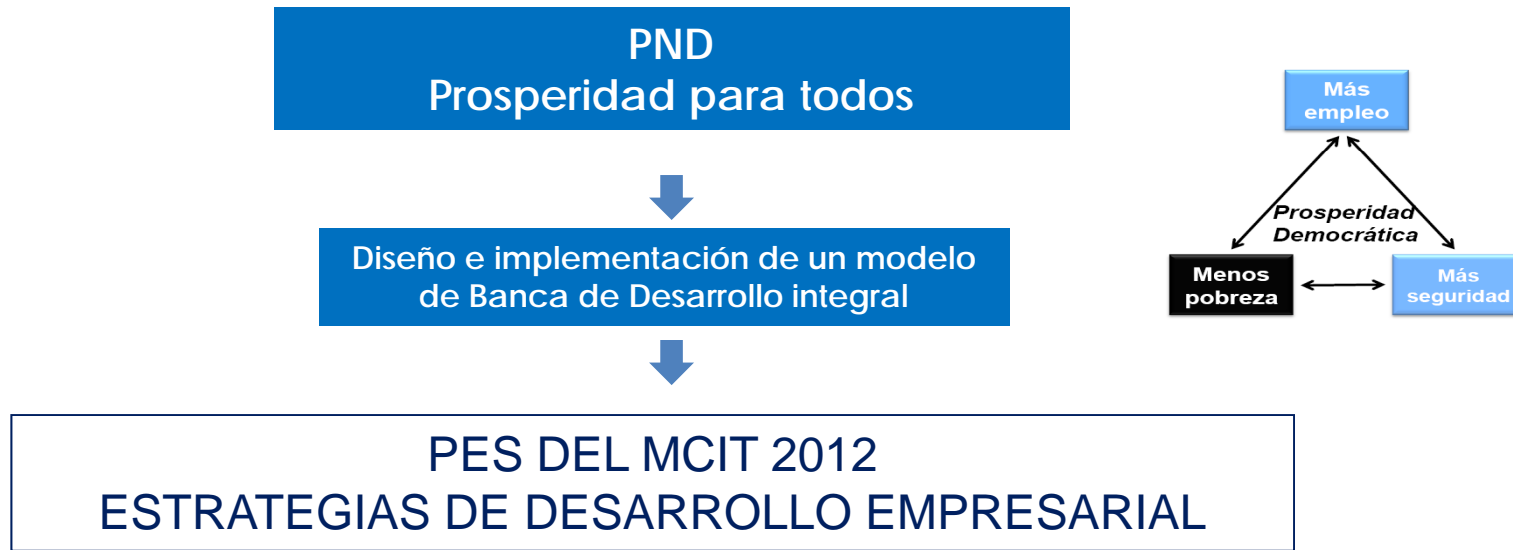 PND
Prosperidad para todos
Diseño e implementación de un modelo
de Banca de Desarrollo integral
PES DEL MCIT 2012
ESTRATEGIAS DE DESARROLLO EMPRESARIAL
Más
empleo
Prosperidad
Democrática
Menos
pobreza
Más
seguridad